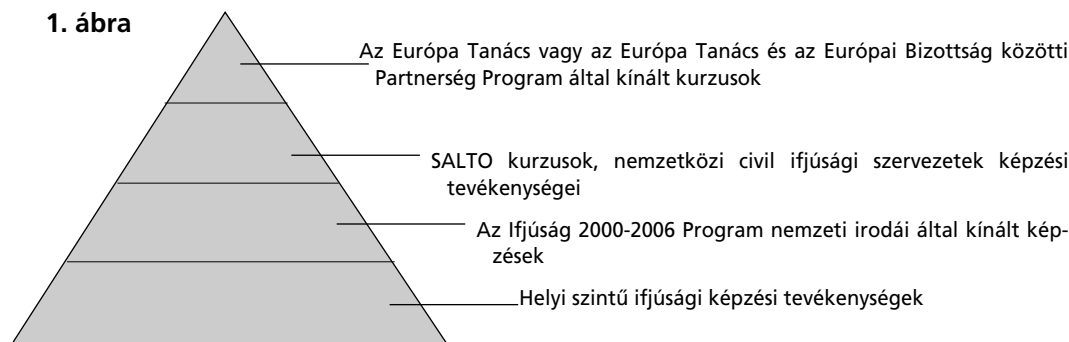 1. ábra
Az Európa Tanács vagy az Európa Tanács és az Európai Bizottság közötti
Partnerség Program által kínált kurzusok
SALTO kurzusok, nemzetközi civil ifjúsági szervezetek képzési
tevékenységei
Az Ifjúság 2000-2006 Program nemzeti irodái által kínált kép-
zések
Helyi szintű ifjúsági képzési tevékenységek